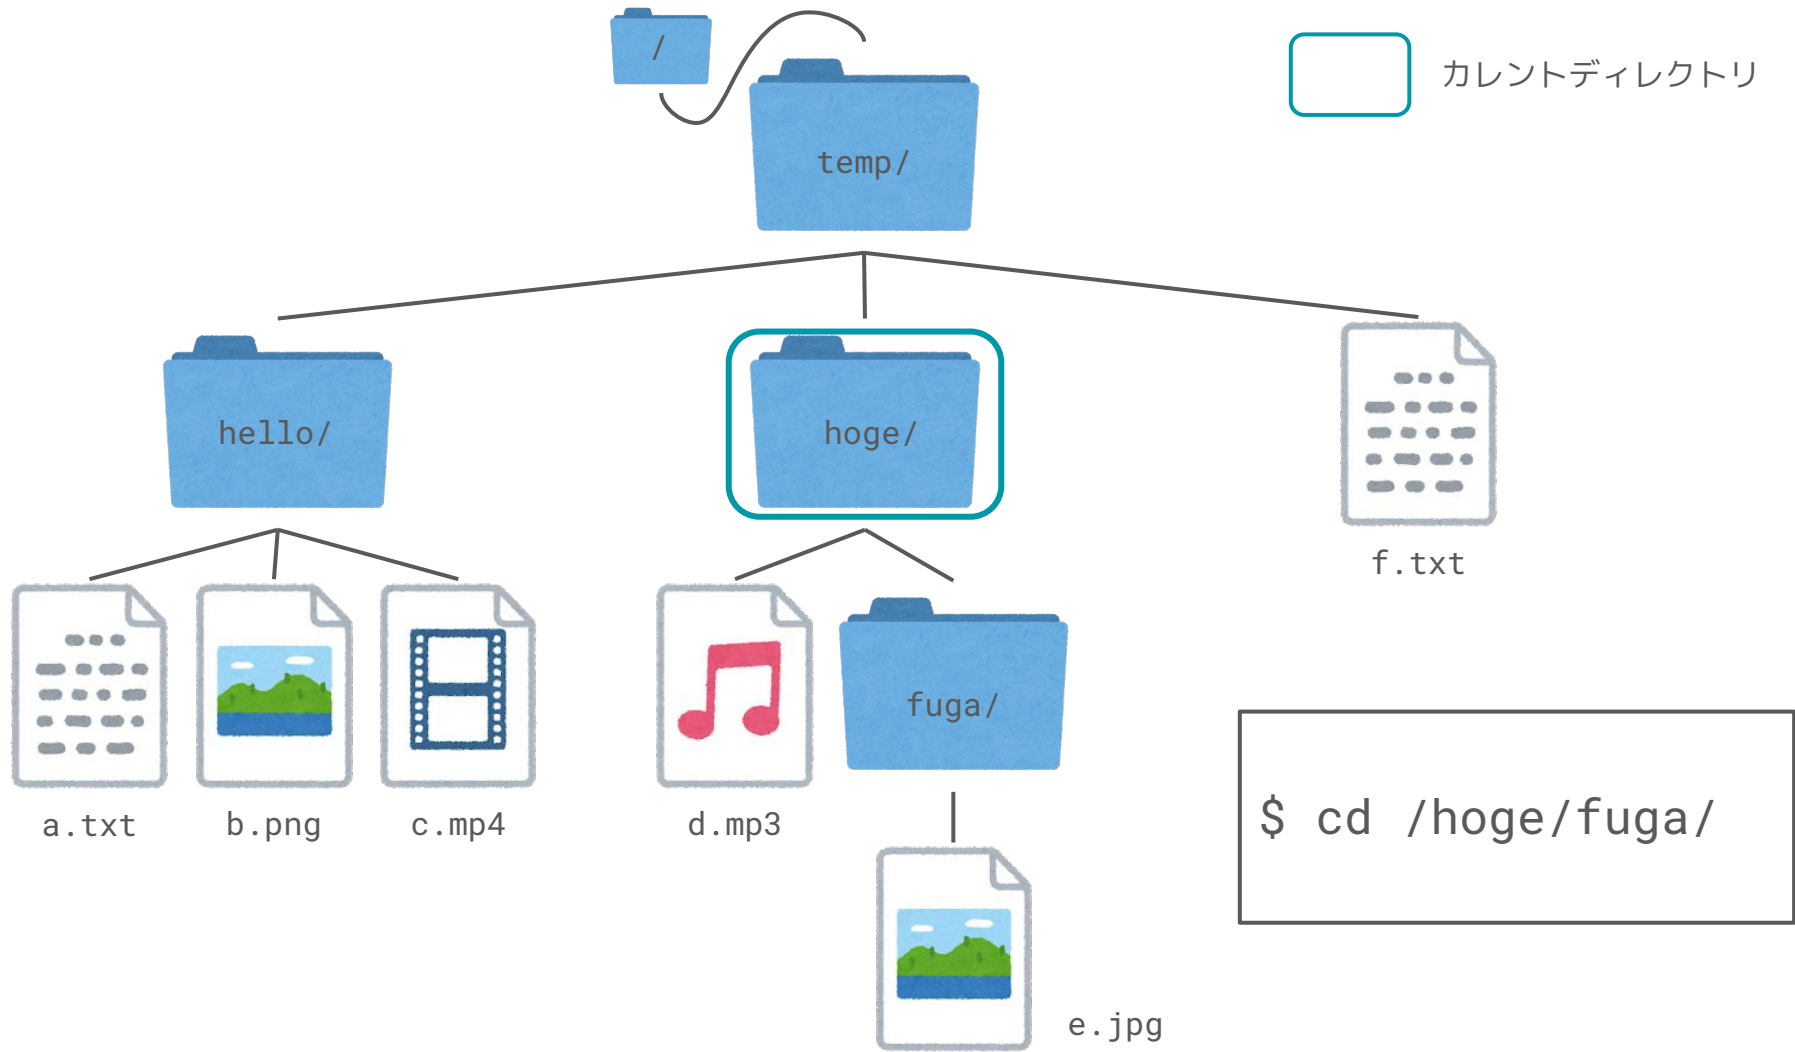 /
カレントディレクトリ
temp/
hello/
hoge/
f.txt
fuga/
a.txt
b.png
c.mp4
d.mp3
$ cd /hoge/fuga/
e.jpg